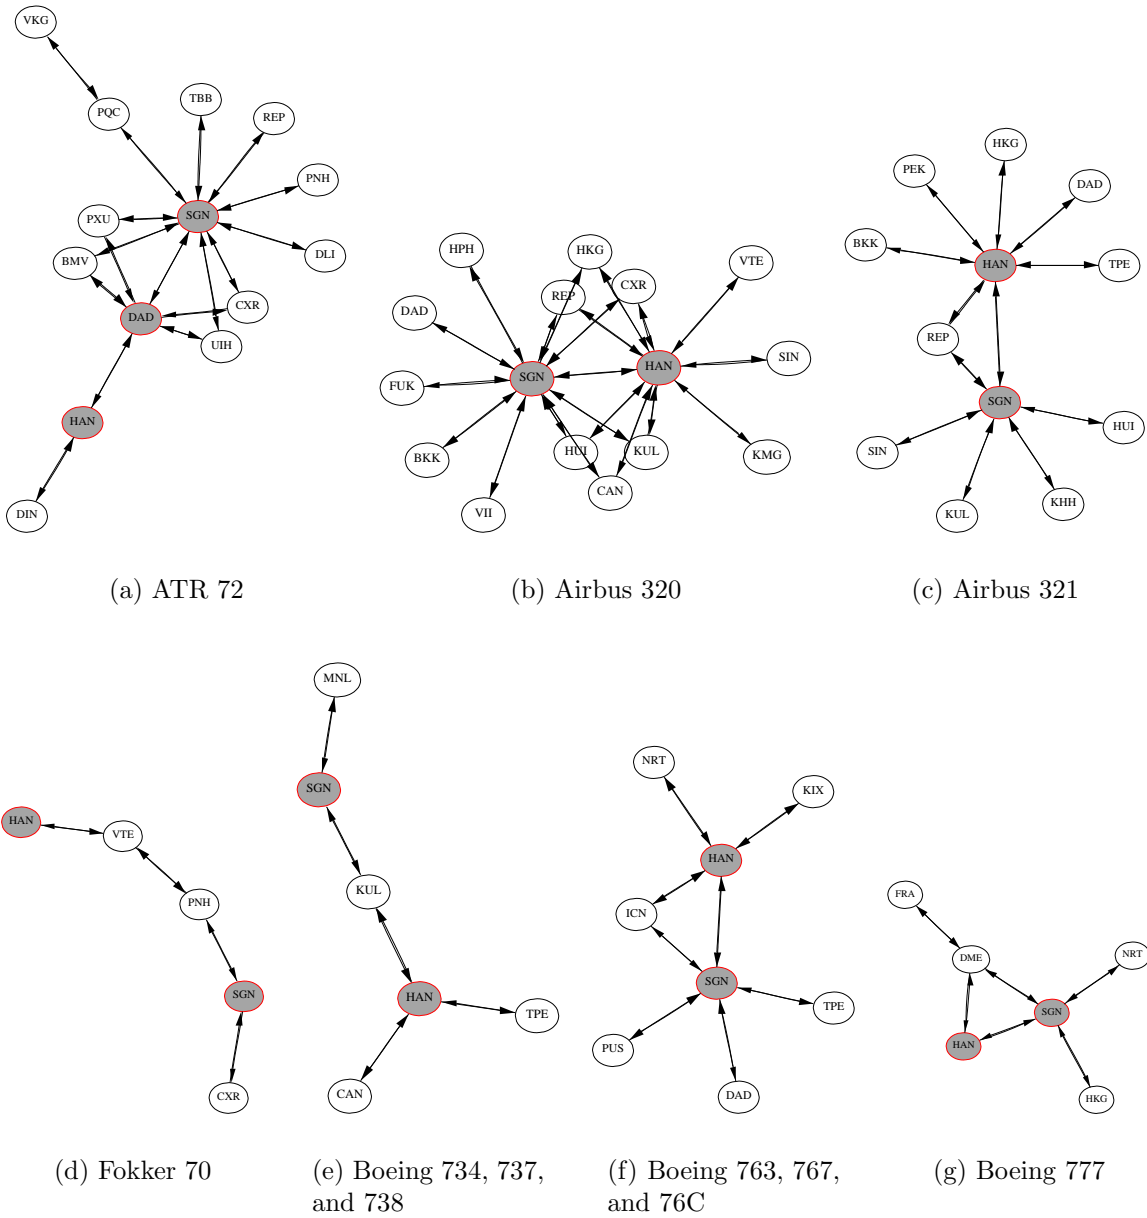 VKG
PQC
TBB
REP
PNH
SGN
PXU
BMV
DLI
CXR
DAD
UIH
HAN
DIN
(a) ATR 72
HPH
HKG
VTE
REP
CXR
DAD
SGN
HAN
SIN
FUK
BKK
HUI
KUL
KMG
VII
CAN
(b) Airbus 320
HKG
PEK
DAD
BKK
HAN
TPE
REP
SGN
SIN
HUI
KUL
KHH
(c) Airbus 321
HAN
VTE
PNH
SGN
CXR
(d) Fokker 70
MNL
SGN
KUL
HAN
TPE
CAN
(e) Boeing 734, 737,
and 738
NRT
KIX
HAN
ICN
SGN
TPE
PUS
DAD
(f) Boeing 763, 767,
and 76C
FRA
DME
NRT
SGN
HAN
HKG
(g) Boeing 777